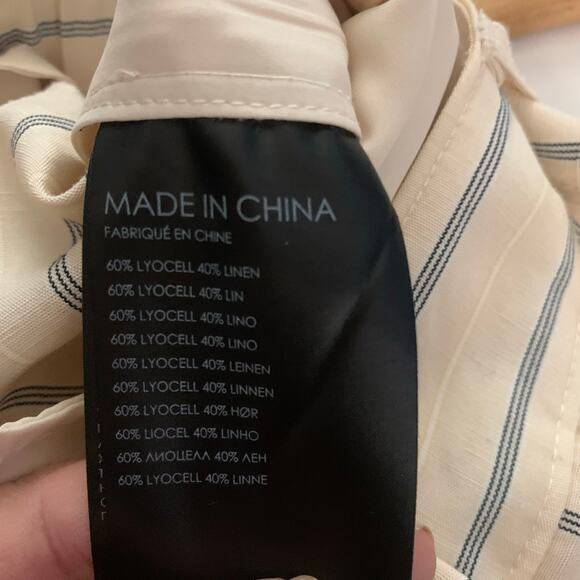 MADE IN CHINA
FABRIQUÉ EN CHINE
60% LYOCELL 40% LINEN
60% LYOCELL 40% LIN
60% LYOCELL 40% LINO
60% LYOCELL 40% LINO
60% LYOCELL 40% LEINEN
60% LYOCELL 40% LINNEN
60% LYOCELL 40% HØR
60% LIOCEL 40% LINHO
60% ЛИОЦЕЛЛ 40% ЛЕН
60% LYOCELL 40% LINNE